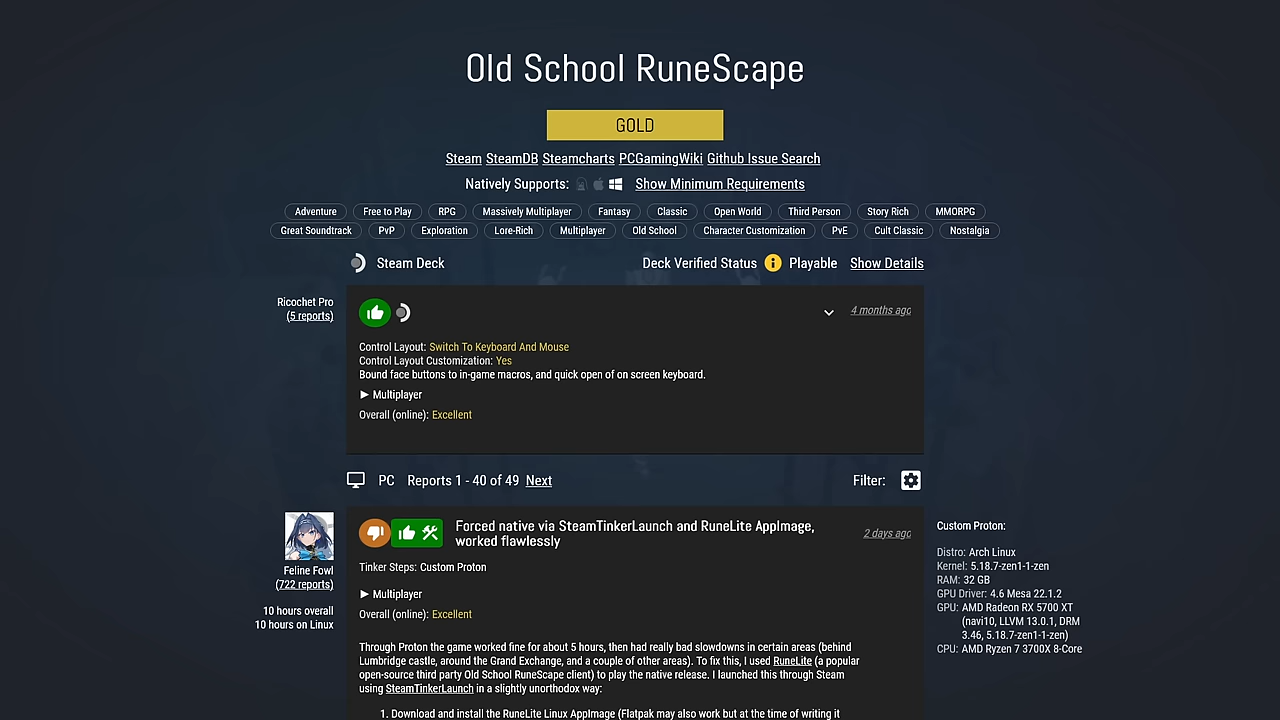 Old School RuneScape
GOLD
Steam SteamDB Steamcharts PCGamingWiki Github Issue Search
Natively Supports: Show Minimum Requirements
Adventure Free to Play RPG Massively Multiplayer Fantasy Classic Open World Third Person Story Rich MMORPG
Great Soundtrack PvP Exploration Lore-Rich Multiplayer Old School Character Customization PvE Cult Classic Nostalgia
Steam Deck Deck Verified Status Playable Show Details
Ricochet Pro
(5 reports)
4 months ago
Control Layout: Switch To Keyboard And Mouse
Control Layout Customization: Yes
Bound face buttons to in-game macros, and quick open of on screen keyboard.
► Multiplayer
Overall (online): Excellent
PC Reports 1 - 40 of 49 Next Filter:
Feline Fowl
(722 reports)
10 hours overall
10 hours on Linux
Forced native via SteamTinkerLaunch and RuneLite AppImage,
worked flawlessly
2 days ago
Tinker Steps: Custom Proton
► Multiplayer
Overall (online): Excellent
Through Proton the game worked fine for about 5 hours, then had really bad slowdowns in certain areas (behind
Lumbridge castle, around the Grand Exchange, and a couple of other areas). To fix this, I used RuneLite (a popular
open-source third party Old School RuneScape client) to play the native release. I launched this through Steam
using SteamTinkerLaunch in a slightly unorthodox way:
1. Download and install the RuneLite Linux AppImage (Flatpak may also work but at the time of writing it
Custom Proton:
Distro: Arch Linux
Kernel: 5.18.7-zen1-1-zen
RAM: 32 GB
GPU Driver: 4.6 Mesa 22.1.2
GPU: AMD Radeon RX 5700 XT
(navi10, LLVM 13.0.1, DRM
3.46, 5.18.7-zen1-1-zen)
CPU: AMD Ryzen 7 3700X 8-Core